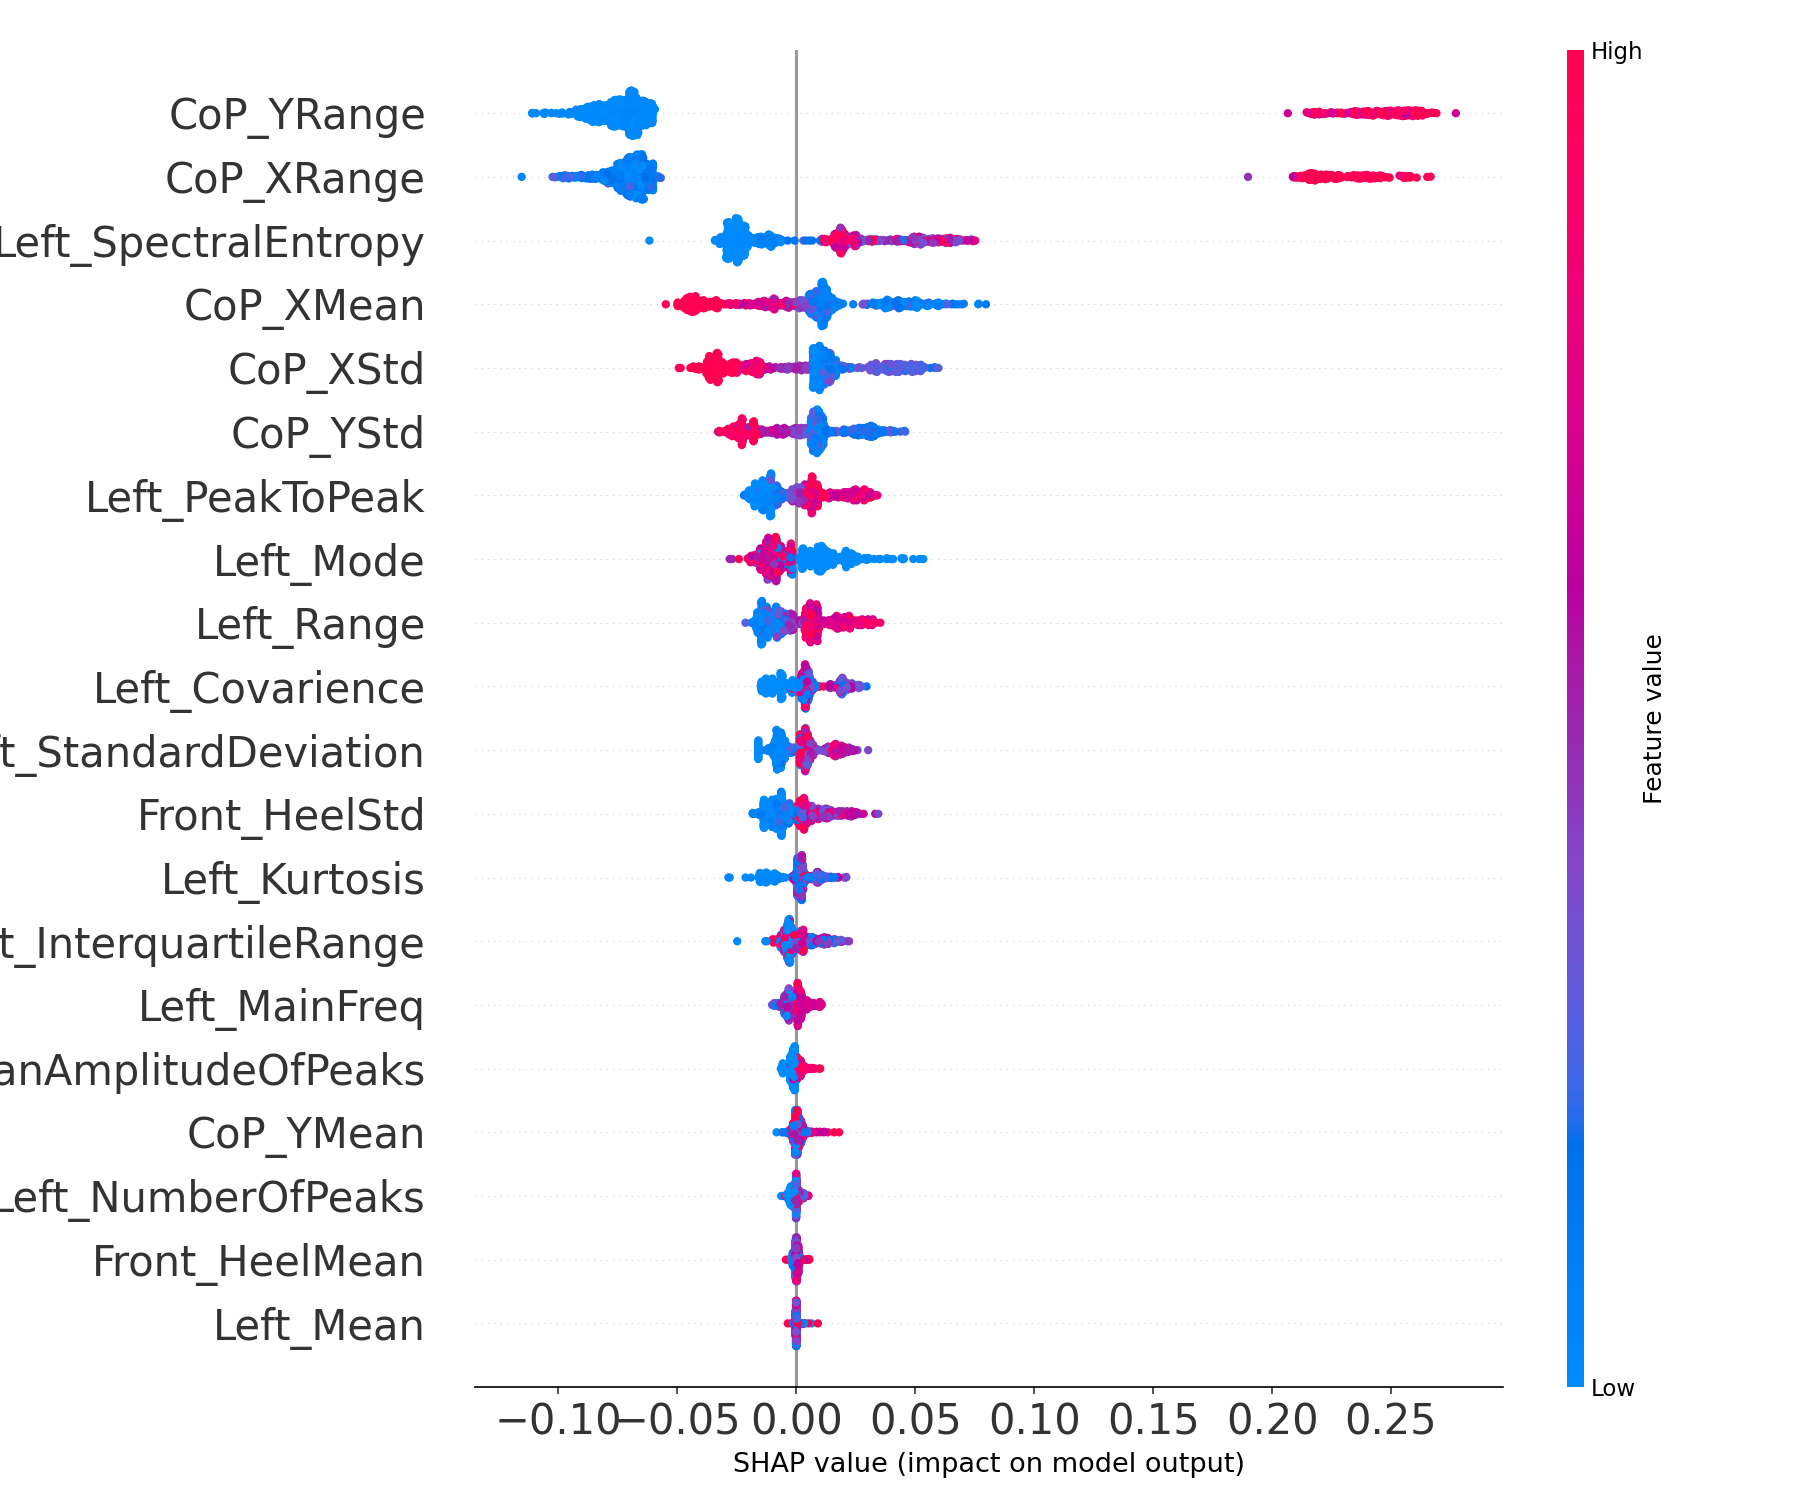 High
CoP_YRange
CoP_XRange
Left_SpectralEntropy
CoP_XMean
CoP_XStd
CoP_YStd
Left_PeakToPeak
Left_Mode
Left_Range
Left_Covarience
t_StandardDeviation
Front_HeelStd
Left_Kurtosis
t_InterquartileRange
Left_MainFreq
anAmplitudeOfPeaks
CoP_YMean
Left_NumberOfPeaks
Front_HeelMean
Left_Mean
Feature value
Low
−0.10 −0.05 0.00 0.05 0.10 0.15 0.20 0.25
SHAP value (impact on model output)